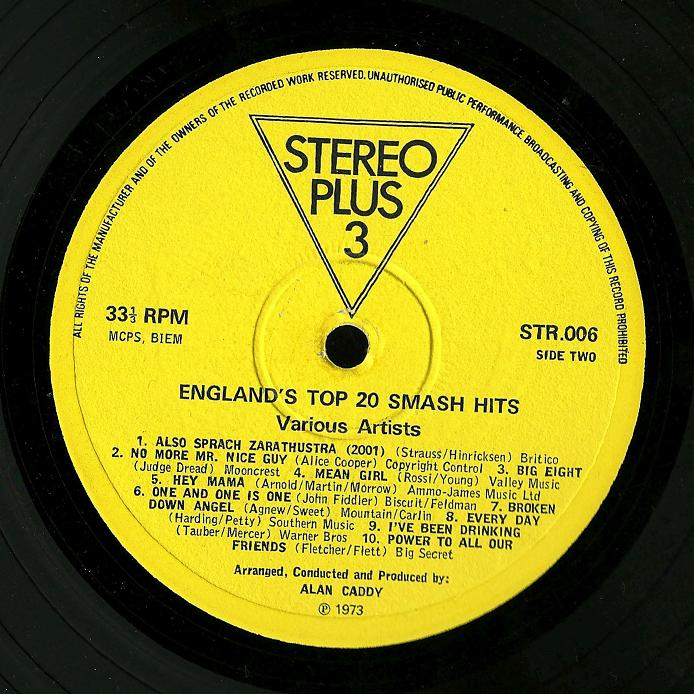 ALL RIGHTS OF THE MANUFACTURER AND OF THE OWNERS OF THE RECORDED WORK RESERVED. UNAUTHORISED PUBLIC PERFORMANCE, BROADCASTING AND COPYING OF THIS RECORD PROHIBITED
STEREO
PLUS
3
33⅓ RPM
MCPS, BIEM
STR.006
SIDE TWO
ENGLAND'S TOP 20 SMASH HITS
Various Artists
1. ALSO SPRACH ZARATHUSTRA (2001) (Strauss/Hinricksen) Britico
2. NO MORE MR. NICE GUY (Alice Cooper) Copyright Control 3. BIG EIGHT
(Judge Dread) Mooncrest 4. MEAN GIRL (Rossi/Young) Valley Music
5. HEY MAMA (Arnold/Martin/Morrow) Ammo-James Music Ltd
6. ONE AND ONE IS ONE (John Fiddler) Biscuit/Feldman 7. BROKEN
DOWN ANGEL (Agnew/Sweet) Mountain/Carlin 8. EVERY DAY
(Harding/Petty) Southern Music 9. I'VE BEEN DRINKING
(Tauber/Mercer) Warner Bros 10. POWER TO ALL OUR
FRIENDS (Fletcher/Flett) Big Secret
Arranged, Conducted and Produced by:
ALAN CADDY
℗ 1973